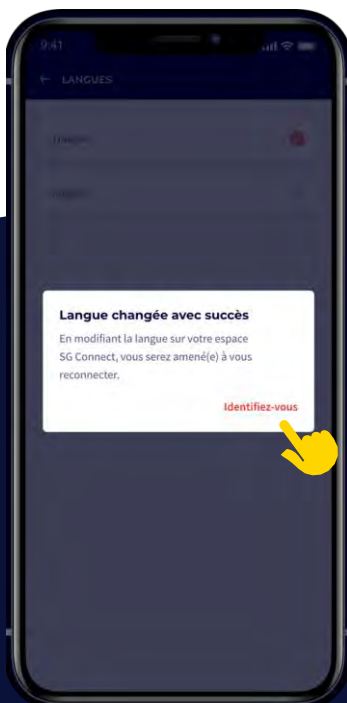 9:41
← LANGUES
Français
Langue changée avec succès
En modifiant la langue sur votre espace
SG Connect, vous serez amené(e) à vous
reconnecter.
Identifiez-vous